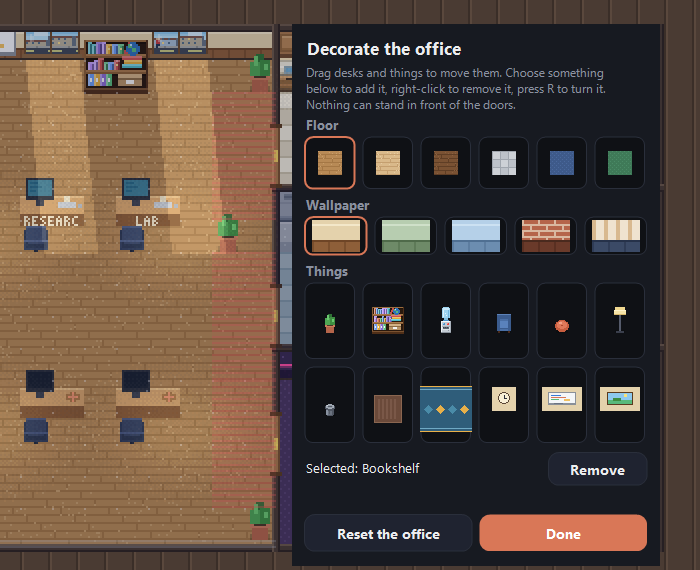 Decorate the office
Drag desks and things to move them. Choose something
below to add it, right-click to remove it, press R to turn it.
Nothing can stand in front of the doors.
Floor
Wallpaper
RESEARC
LAB
Things
Selected: Bookshelf
Remove
Reset the office
Done